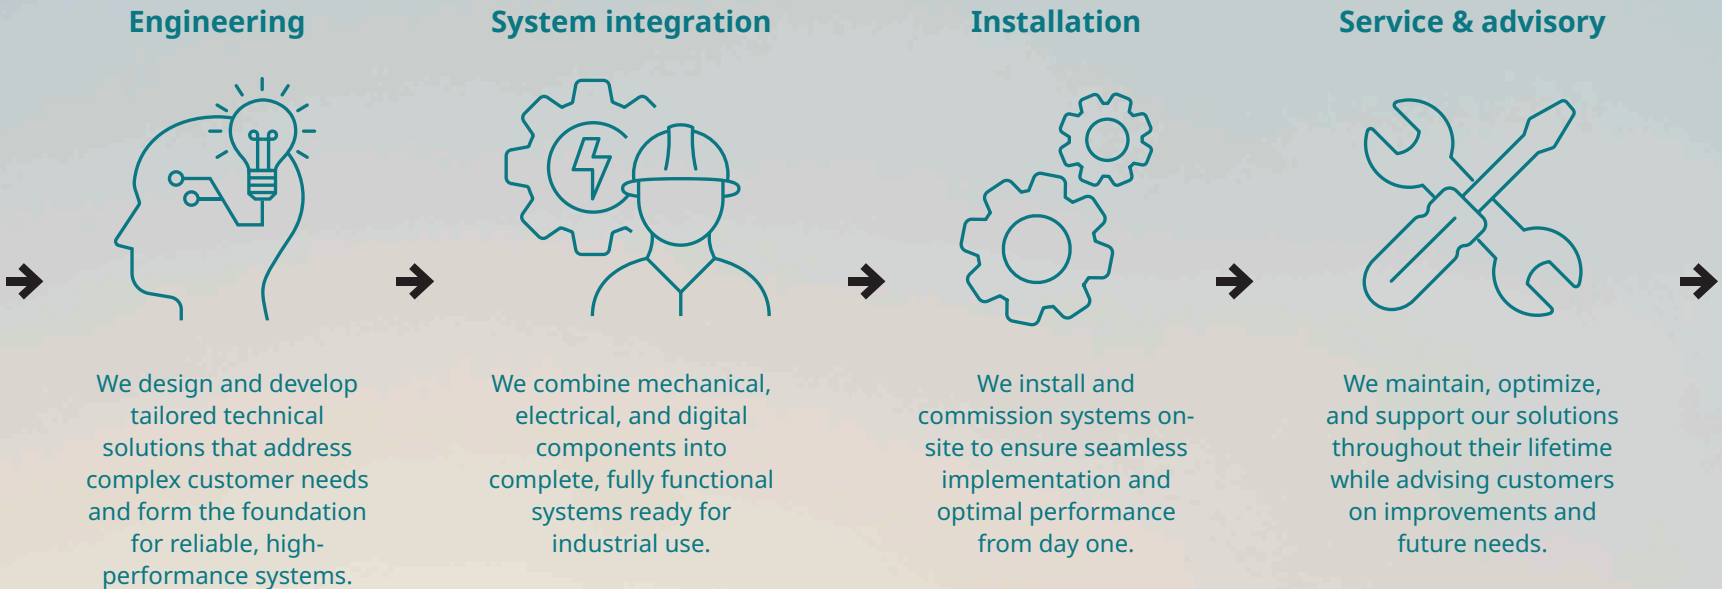 Engineering
We design and develop
tailored technical
solutions that address
complex customer needs
and form the foundation
for reliable, high-
performance systems.
System integration
We combine mechanical,
electrical, and digital
components into
complete, fully functional
systems ready for
industrial use.
Installation
We install and
commission systems on-
site to ensure seamless
implementation and
optimal performance
from day one.
Service & advisory
We maintain, optimize,
and support our solutions
throughout their lifetime
while advising customers
on improvements and
future needs.